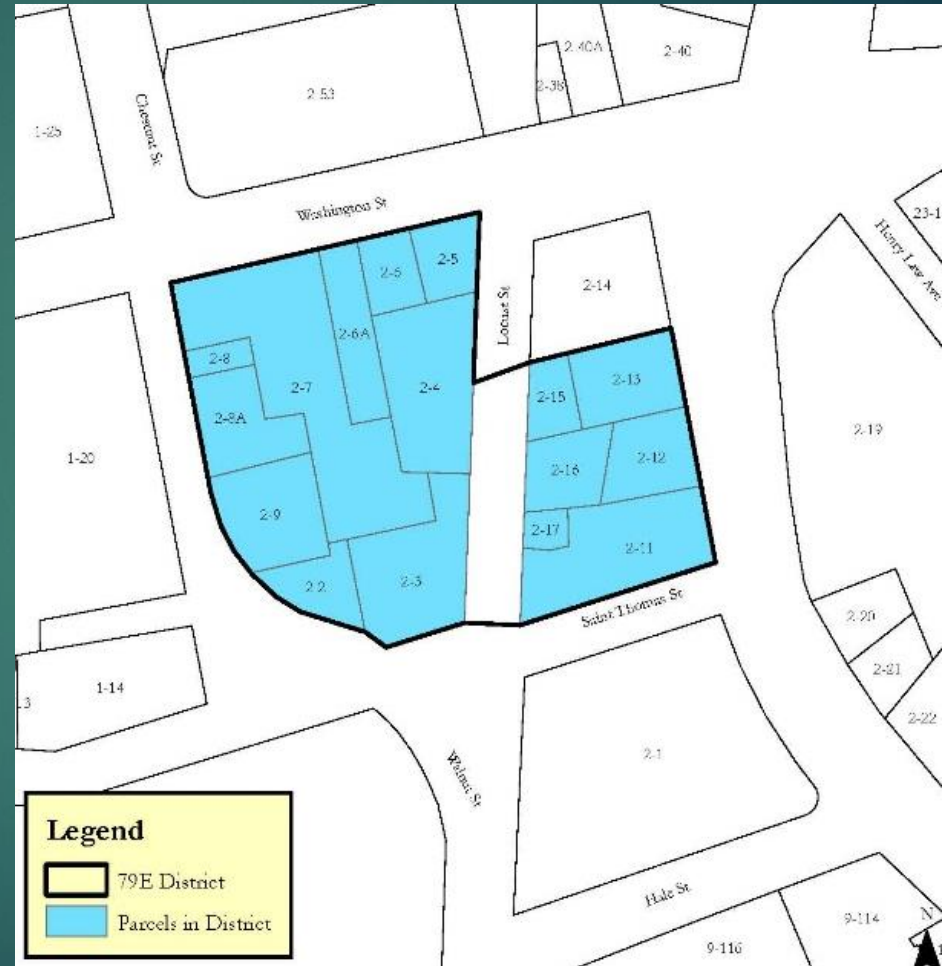 2-40A
2-40
2-38
2-53
1-25
Chestnut St
Washington St
23-1
Henry Law Ave
2-5
2-6
2-14
Locust St
2-6A
2-8
2-7
2-4
2-13
2-15
2-8A
2-19
1-20
2-16
2-12
2-9
2-17
2-11
2-2
2-3
Saint Thomas St
2-20
2-21
1-14
2-22
2-1
Walnut St
Legend
79E District
Parcels in District
Hale St
9-114
N
9-116